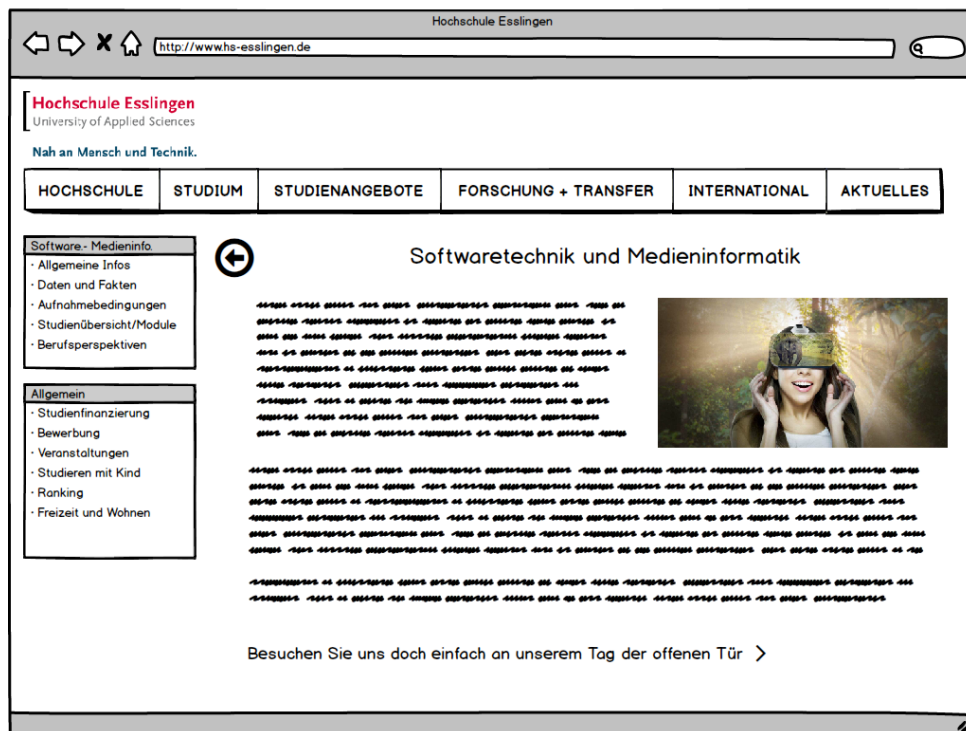 Hochschule Esslingen
http://www.hs-esslingen.de
Hochschule Esslingen
University of Applied Sciences
Nah an Mensch und Technik.
HOCHSCHULE STUDIUM STUDIENANGEBOTE FORSCHUNG + TRANSFER INTERNATIONAL AKTUELLES
Software.- Medieninfo.
· Allgemeine Infos
· Daten und Fakten
· Aufnahmebedingungen
· Studienübersicht/Module
· Berufsperspektiven
Allgemein
· Studienfinanzierung
· Bewerbung
· Veranstaltungen
· Studieren mit Kind
· Ranking
· Freizeit und Wohnen
Softwaretechnik und Medieninformatik
Besuchen Sie uns doch einfach an unserem Tag der offenen Tür >